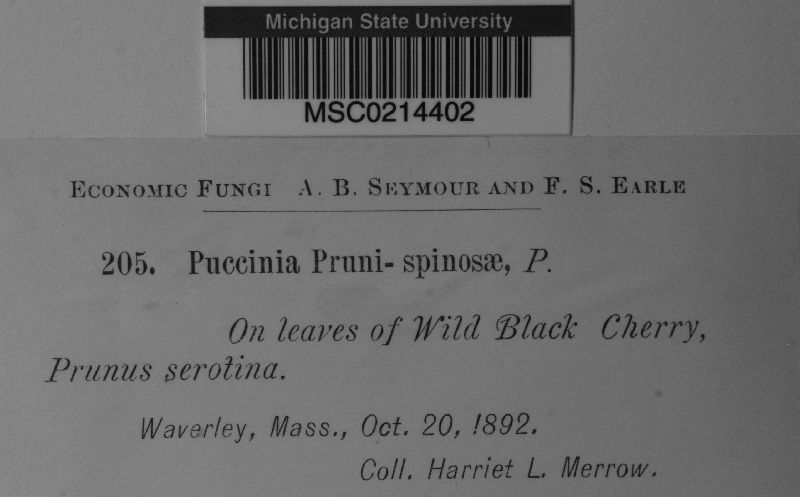 Michigan State University
MSC0214402
Economic Fungi A. B. Seymour and F. S. Earle
205. Puccinia Pruni-spinosæ, P.
On leaves of Wild Black Cherry,
Prunus serotina.
Waverley, Mass., Oct. 20, 1892.
Coll. Harriet L. Merrow.